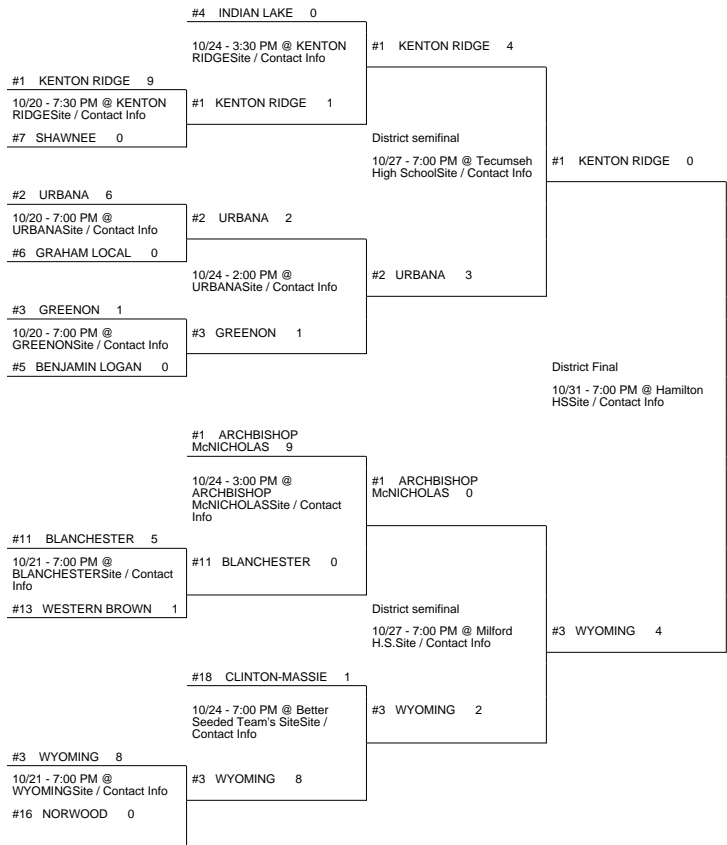 #4 INDIAN LAKE 0
10/24 - 3:30 PM @ KENTON
RIDGESite / Contact Info
#1 KENTON RIDGE 4
#1 KENTON RIDGE 9
10/20 - 7:30 PM @ KENTON
RIDGESite / Contact Info
#1 KENTON RIDGE 1
#7 SHAWNEE 0
District semifinal
10/27 - 7:00 PM @ Tecumseh
High SchoolSite / Contact Info
#1 KENTON RIDGE 0
#2 URBANA 6
10/20 - 7:00 PM @
URBANASite / Contact Info
#2 URBANA 2
#6 GRAHAM LOCAL 0
10/24 - 2:00 PM @
URBANASite / Contact Info
#2 URBANA 3
#3 GREENON 1
10/20 - 7:00 PM @
GREENONSite / Contact Info
#3 GREENON 1
#5 BENJAMIN LOGAN 0
District Final
10/31 - 7:00 PM @ Hamilton
HSSite / Contact Info
#1 ARCHBISHOP
McNICHOLAS 9
10/24 - 3:00 PM @
ARCHBISHOP
McNICHOLASSite / Contact
Info
#1 ARCHBISHOP
McNICHOLAS 0
#11 BLANCHESTER 5
10/21 - 7:00 PM @
BLANCHESTERSite / Contact
Info
#11 BLANCHESTER 0
#13 WESTERN BROWN 1
District semifinal
10/27 - 7:00 PM @ Milford
H.S.Site / Contact Info
#3 WYOMING 4
#18 CLINTON-MASSIE 1
10/24 - 7:00 PM @ Better
Seeded Team's SiteSite /
Contact Info
#3 WYOMING 2
#3 WYOMING 8
10/21 - 7:00 PM @
WYOMINGSite / Contact Info
#3 WYOMING 8
#16 NORWOOD 0